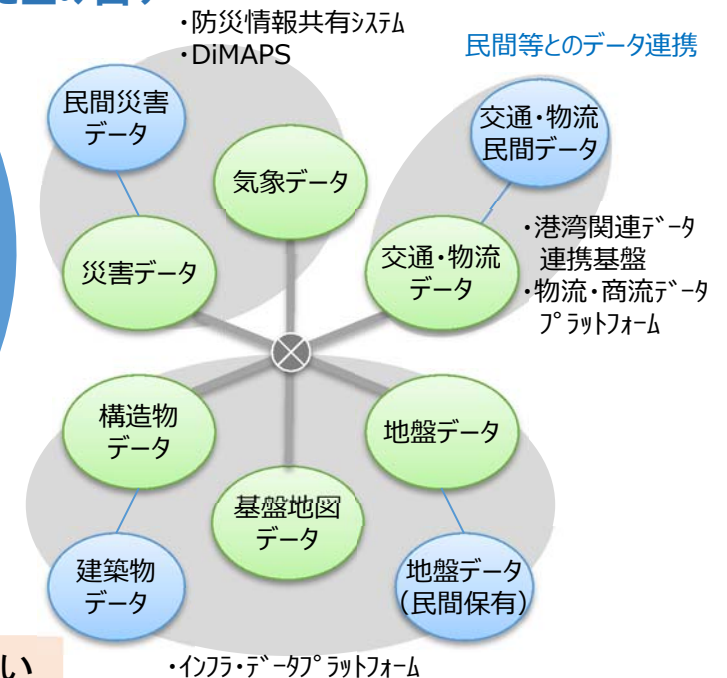 ・防災情報共有システム
・DiMAPS
民間等とのデータ連携
民間災害
データ
交通・物流
民間データ
気象データ
災害データ
交通・物流
データ
・港湾関連データ
連携基盤
・物流・商流データ
プラットフォーム
構造物
データ
地盤データ
基盤地図
データ
建築物
データ
地盤データ
（民間保有）
い
・インフラ・データプラットフォーム